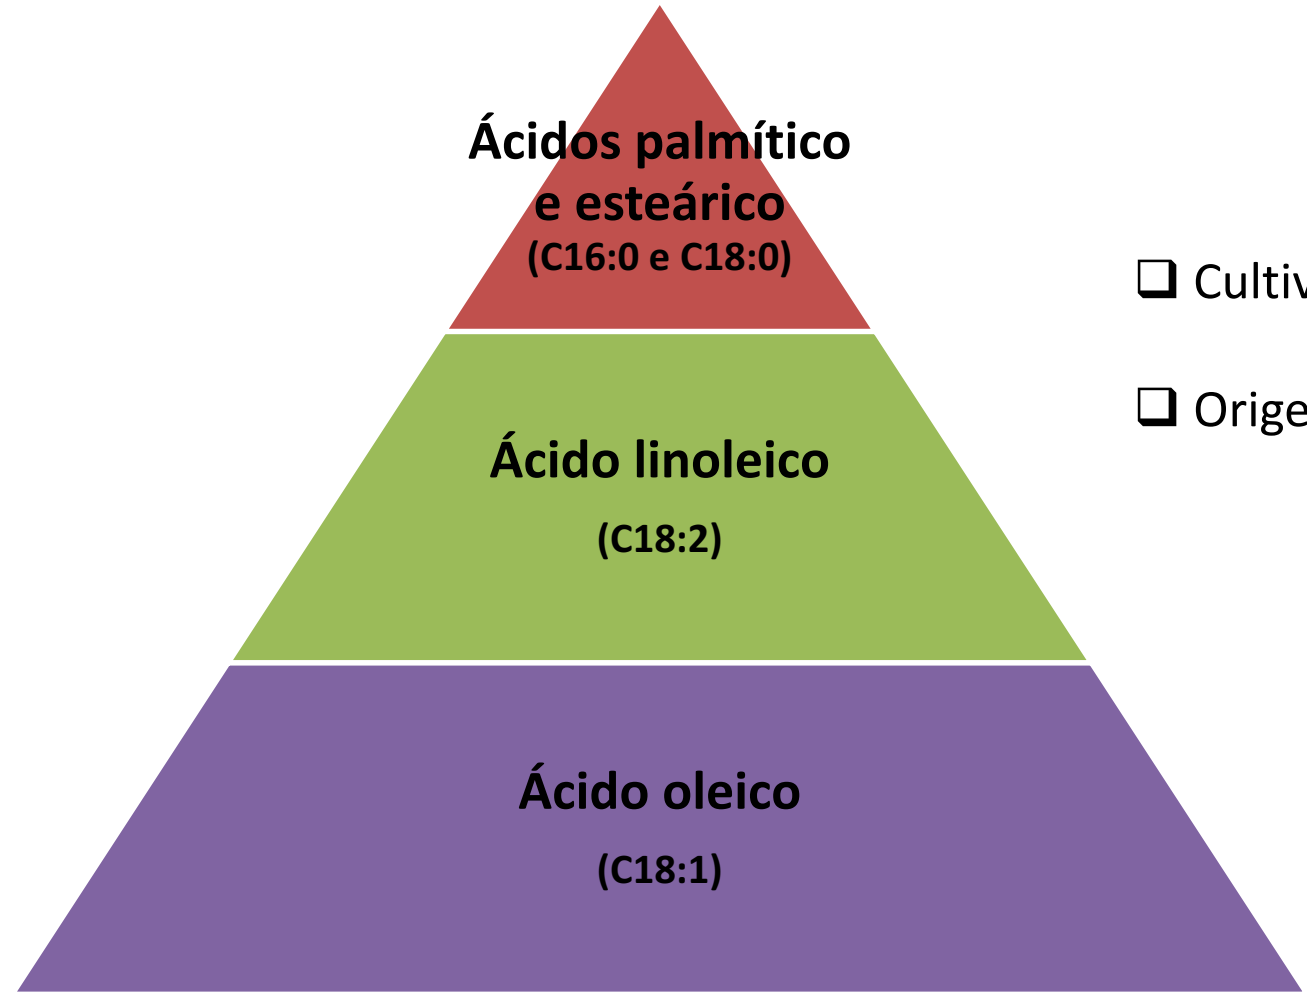 Ácidos palmítico
e esteárico
(C16:0 e C18:0)
Ácido linoleico
(C18:2)
Ácido oleico
(C18:1)